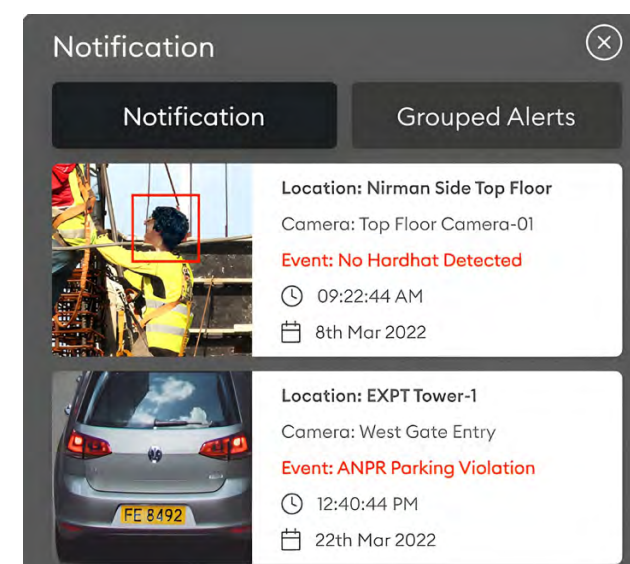 Notification
Notification
Grouped Alerts
Location: Nirman Side Top Floor
Camera: Top Floor Camera-01
Event: No Hardhat Detected
09:22:44 AM
8th Mar 2022
Location: EXPT Tower-1
Camera: West Gate Entry
Event: ANPR Parking Violation
12:40:44 PM
22th Mar 2022
FE 8492